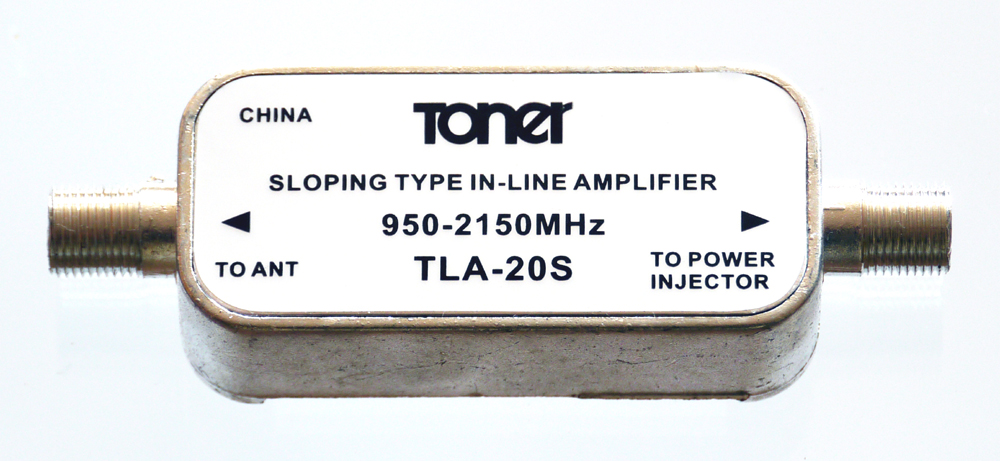 CHINA
Toner
SLOPING TYPE IN-LINE AMPLIFIER
950-2150MHz
TO ANT
TLA-20S
TO POWER
INJECTOR